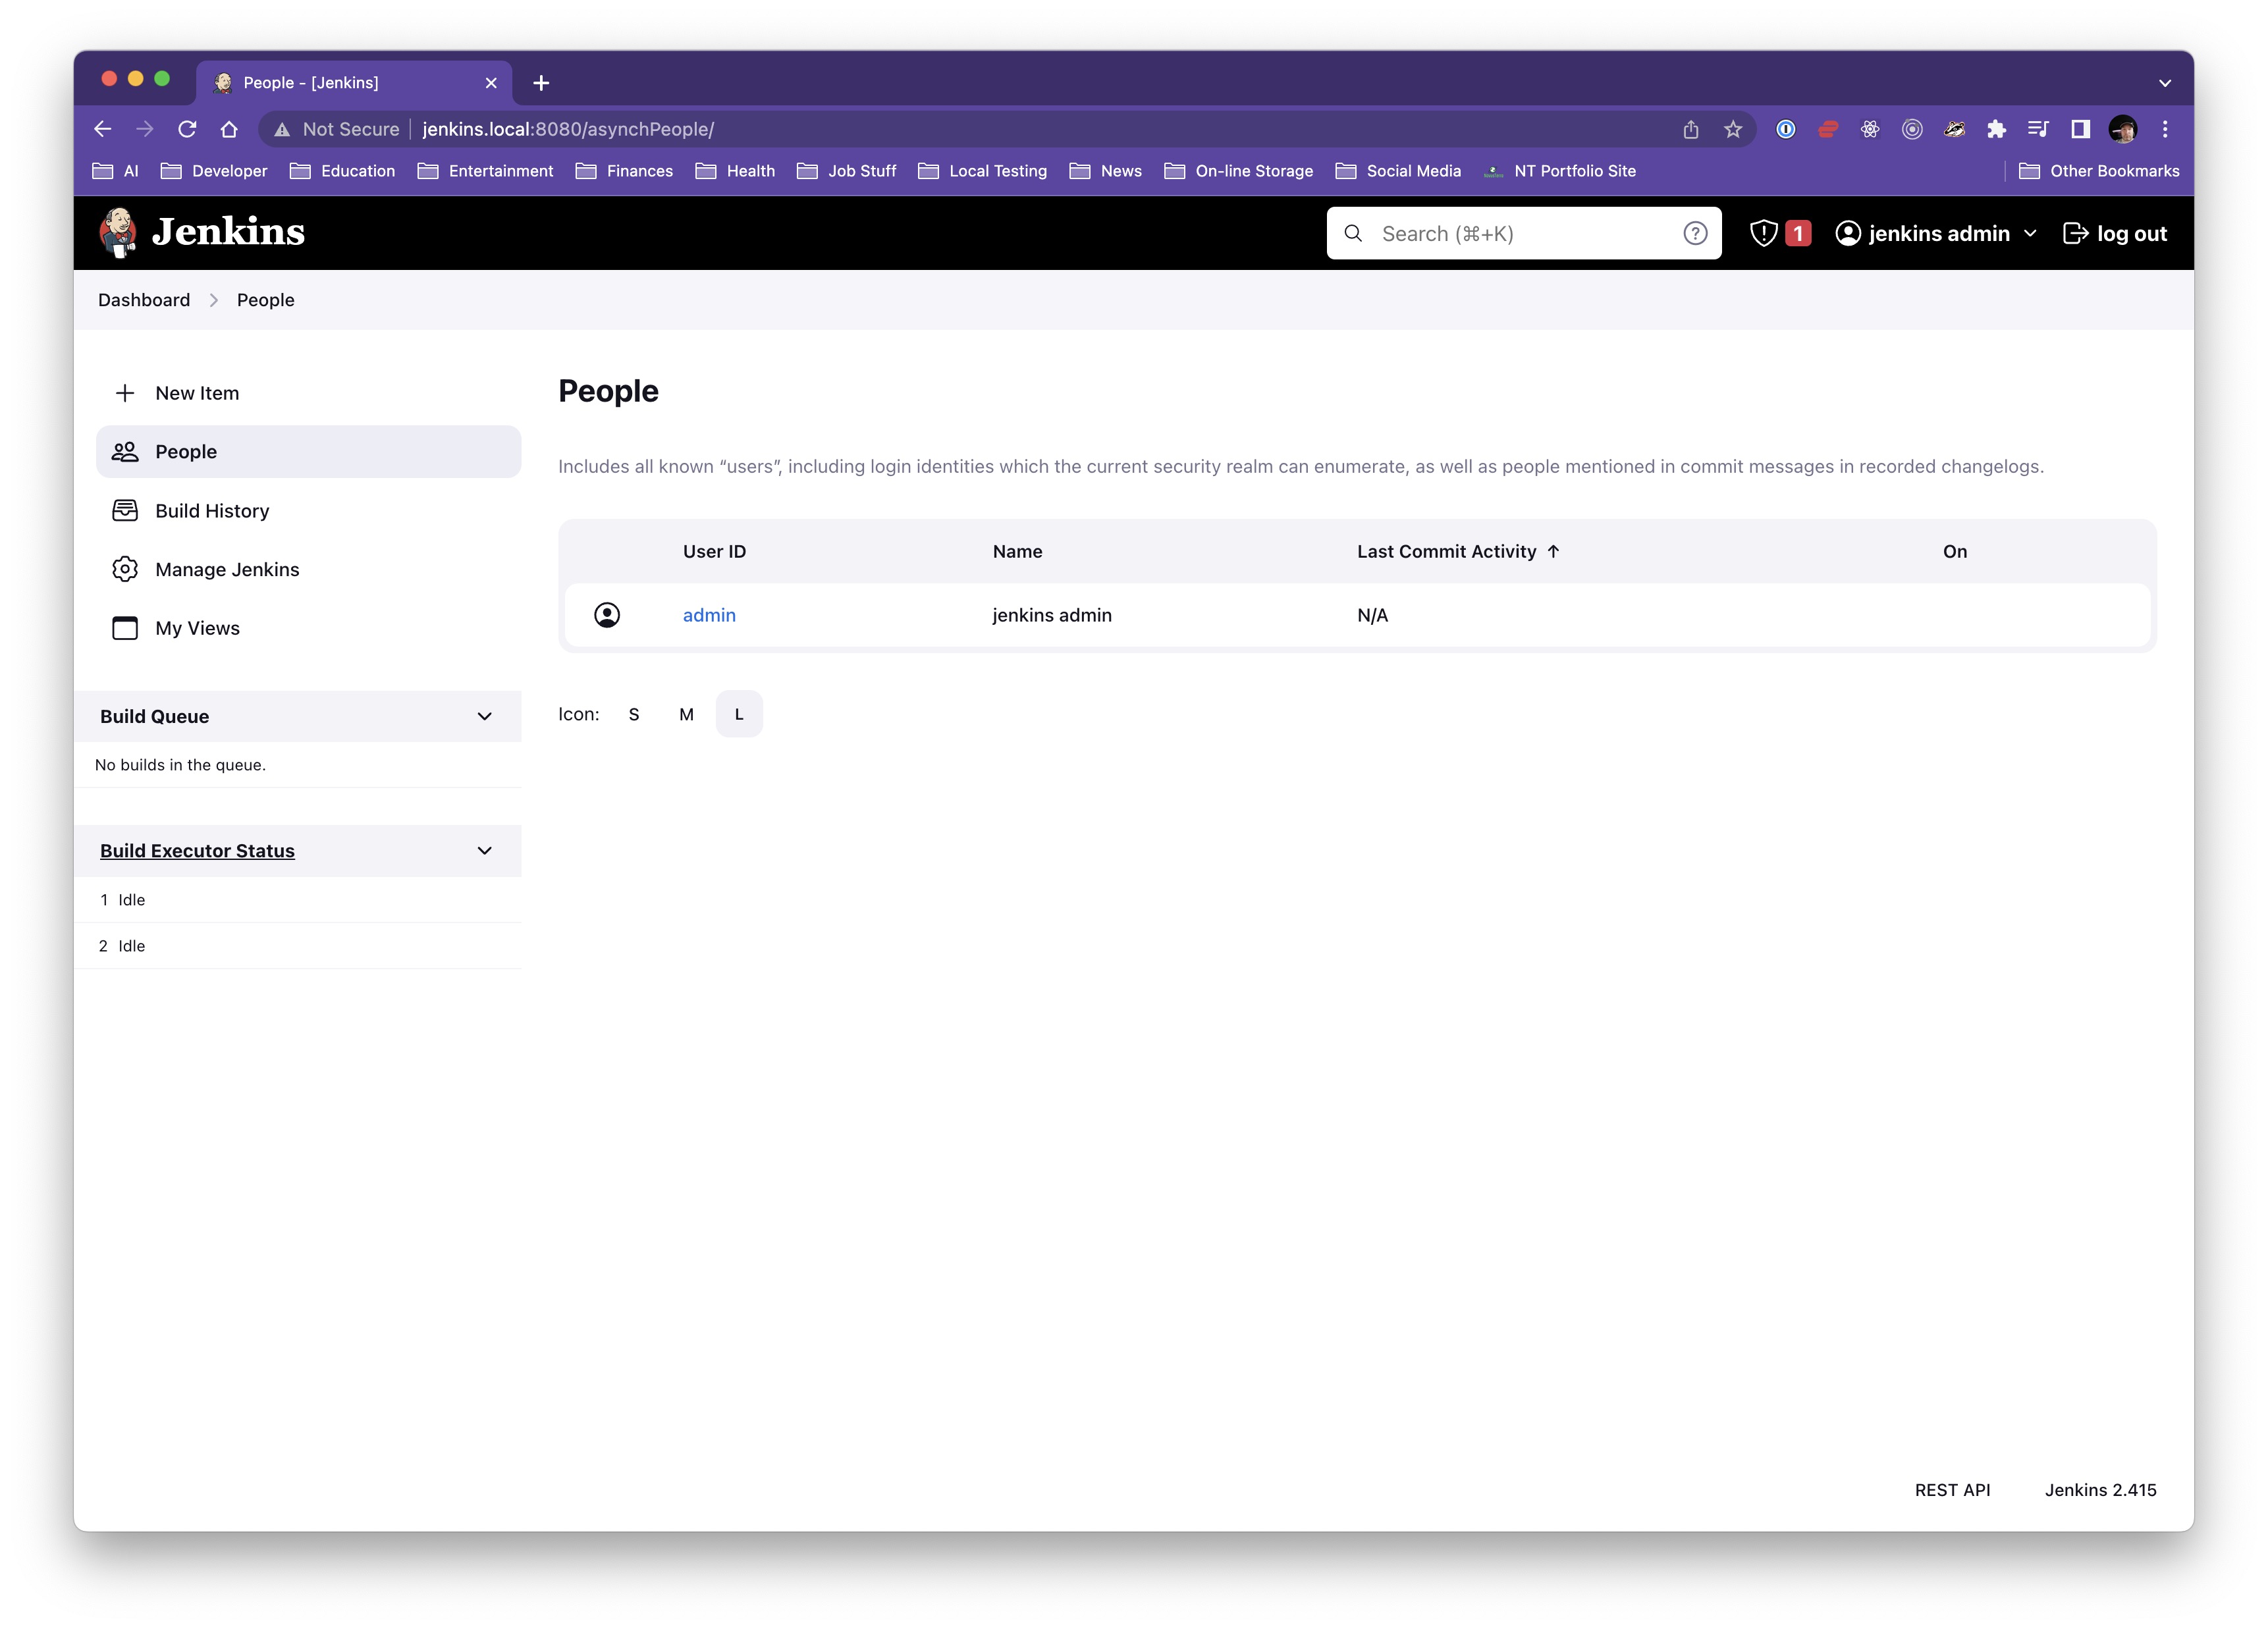 People - [Jenkins]
Not Secure jenkins.local:8080/asynchPeople/
AI Developer Education Entertainment Finances Health Job Stuff Local Testing News On-line Storage Social Media NT Portfolio Site Other Bookmarks
Jenkins Search (⌘+K) 1 jenkins admin log out
Dashboard People
New Item
People
Build History
Manage Jenkins
My Views
Build Queue
No builds in the queue.
Build Executor Status
1 Idle
2 Idle
People
Includes all known “users”, including login identities which the current security realm can enumerate, as well as people mentioned in commit messages in recorded changelogs.
User ID Name Last Commit Activity ↑ On
admin jenkins admin N/A
Icon: S M L
REST API Jenkins 2.415